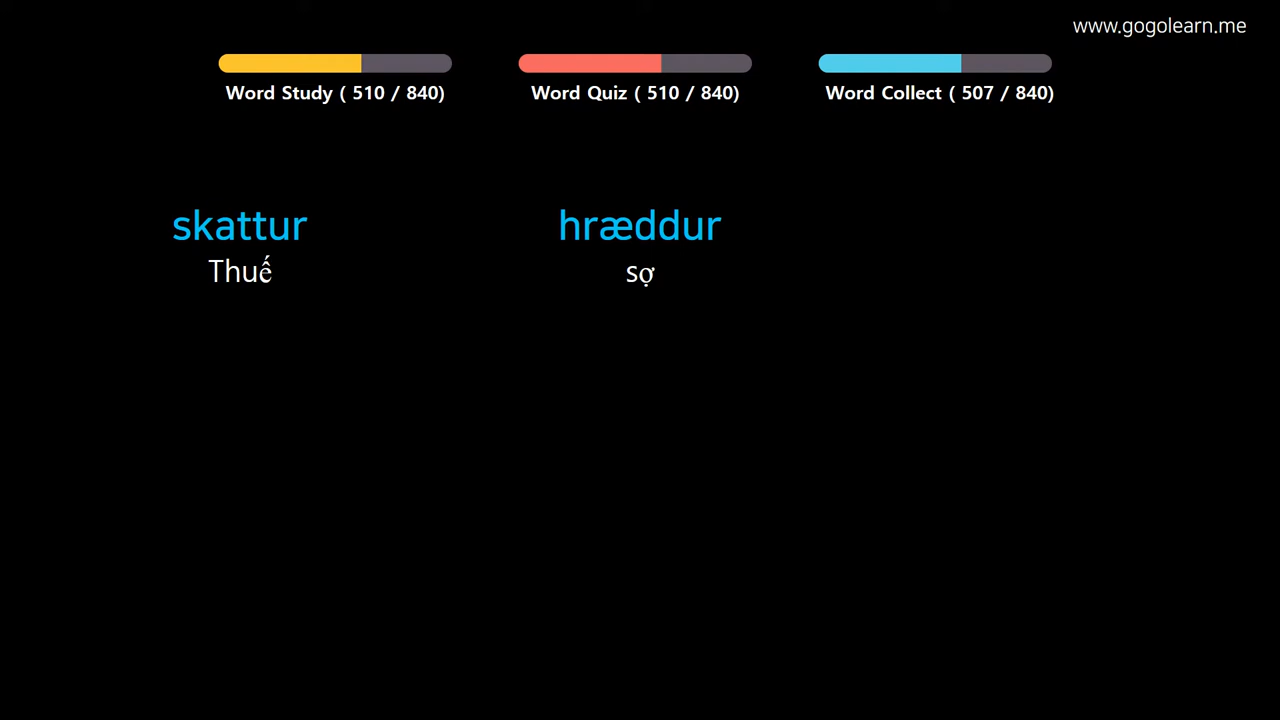 www.gogolearn.me
Word Study ( 510 / 840)
Word Quiz ( 510 / 840)
Word Collect ( 507 / 840)
skattur
Thuế
hræddur
sợ